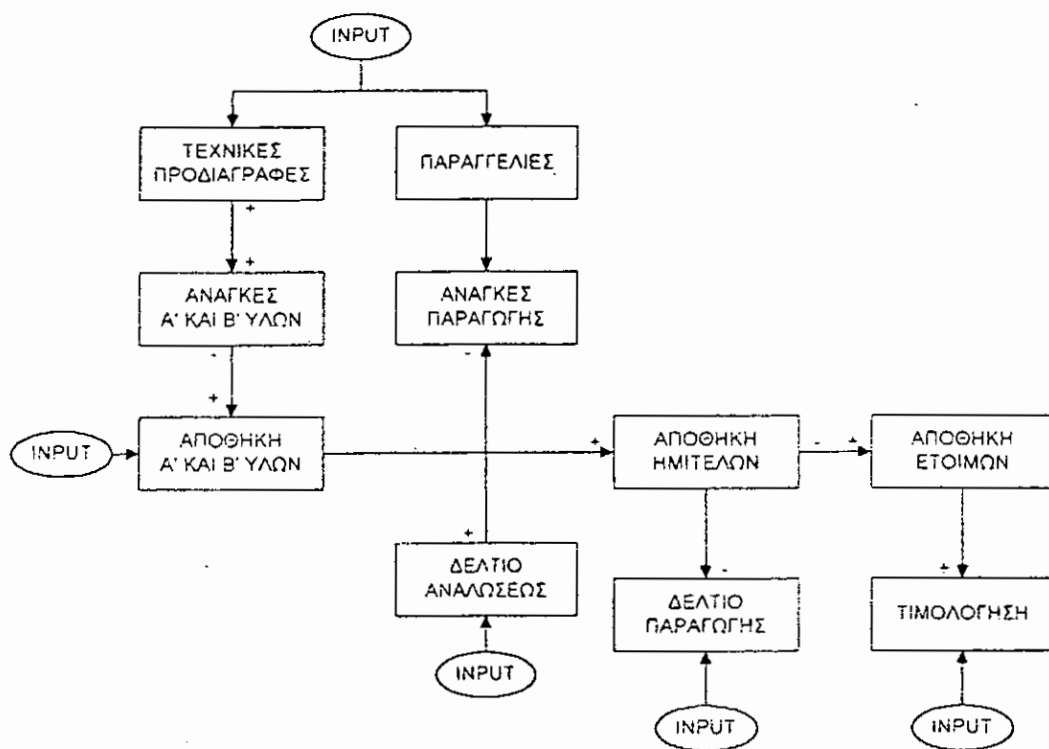 INPUT
ΤΕΧΝΙΚΕΣ
ΠΡΟΔΙΑΓΡΑΦΕΣ
ΠΑΡΑΓΓΕΛΙΕΣ
+
+
ΑΝΑΓΚΕΣ
Α' ΚΑΙ Β' ΥΛΩΝ
ΑΝΑΓΚΕΣ
ΠΑΡΑΓΩΓΗΣ
-
-
+
INPUT
ΑΠΟΘΗΚΗ
Α' ΚΑΙ Β' ΥΛΩΝ
+
ΑΠΟΘΗΚΗ
ΗΜΙΤΕΛΩΝ
- +
ΑΠΟΘΗΚΗ
ΕΤΟΙΜΩΝ
+
ΔΕΛΤΙΟ
ΑΝΑΛΩΣΕΩΣ
-
ΔΕΛΤΙΟ
ΠΑΡΑΓΩΓΗΣ
+
ΤΙΜΟΛΟΓΗΣΗ
INPUT
INPUT
INPUT